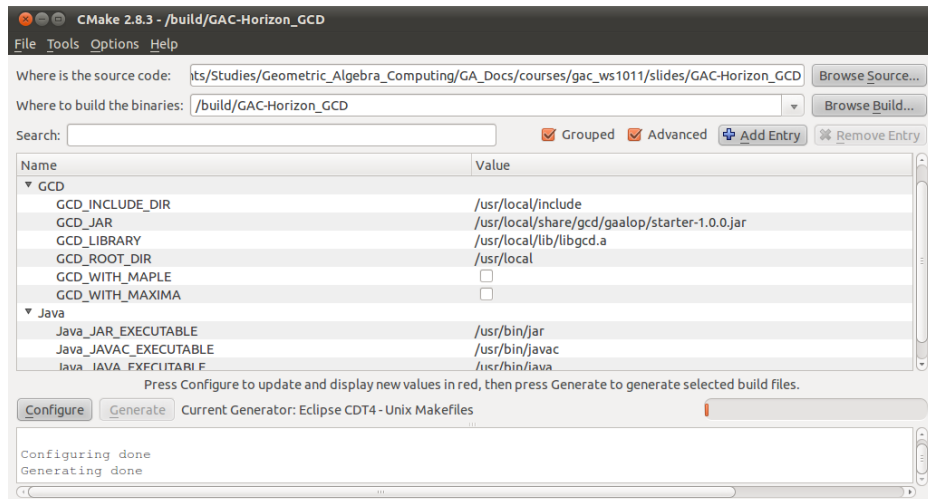 CMake 2.8.3 - /build/GAC-Horizon_GCD
File Tools Options Help
Where is the source code: nts/Studies/Geometric_Algebra_Computing/GA_Docs/courses/gac_ws1011/slides/GAC-Horizon_GCD Browse Source...
Where to build the binaries: /build/GAC-Horizon_GCD Browse Build...
Search: Grouped Advanced Add Entry Remove Entry
Name Value
GCD
GCD_INCLUDE_DIR /usr/local/include
GCD_JAR /usr/local/share/gcd/gaalop/starter-1.0.0.jar
GCD_LIBRARY /usr/local/lib/libgcd.a
GCD_ROOT_DIR /usr/local
GCD_WITH_MAPLE
GCD_WITH_MAXIMA
Java
Java_JAR_EXECUTABLE /usr/bin/jar
Java_JAVAC_EXECUTABLE /usr/bin/javac
Java_JAVA_EXECUTABLE /usr/bin/java
Press Configure to update and display new values in red, then press Generate to generate selected build files.
Configure Generate Current Generator: Eclipse CDT4 - Unix Makefiles
Configuring done
Generating done